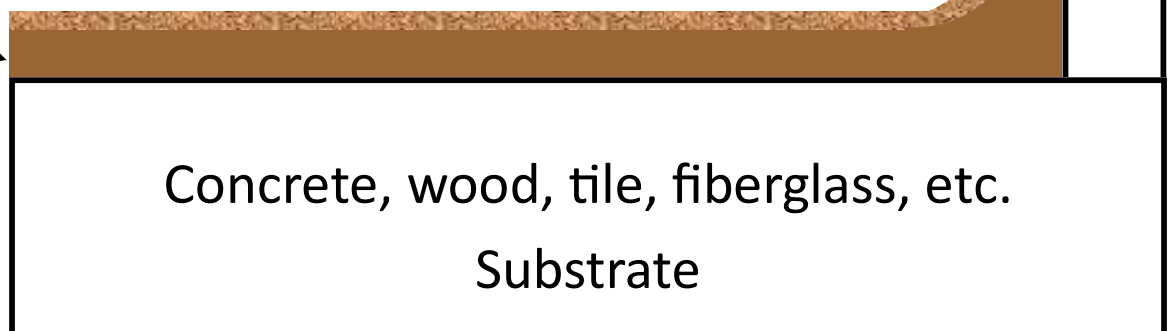 Concrete, wood, tile, fiberglass, etc.
Substrate